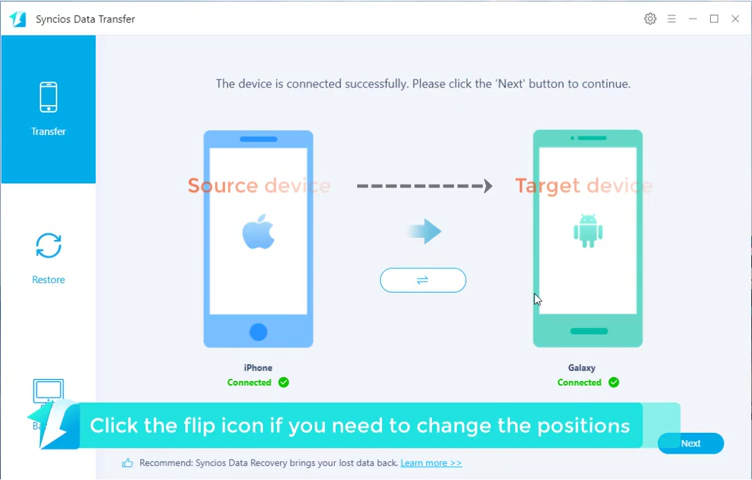 Syncios Data Transfer
The device is connected successfully. Please click the 'Next' button to continue.
Transfer
Source device
Target device
Restore
iPhone
Connected
Galaxy
Connected
Click the flip icon if you need to change the positions
Next
Recommend: Syncios Data Recovery brings your lost data back. Learn more >>